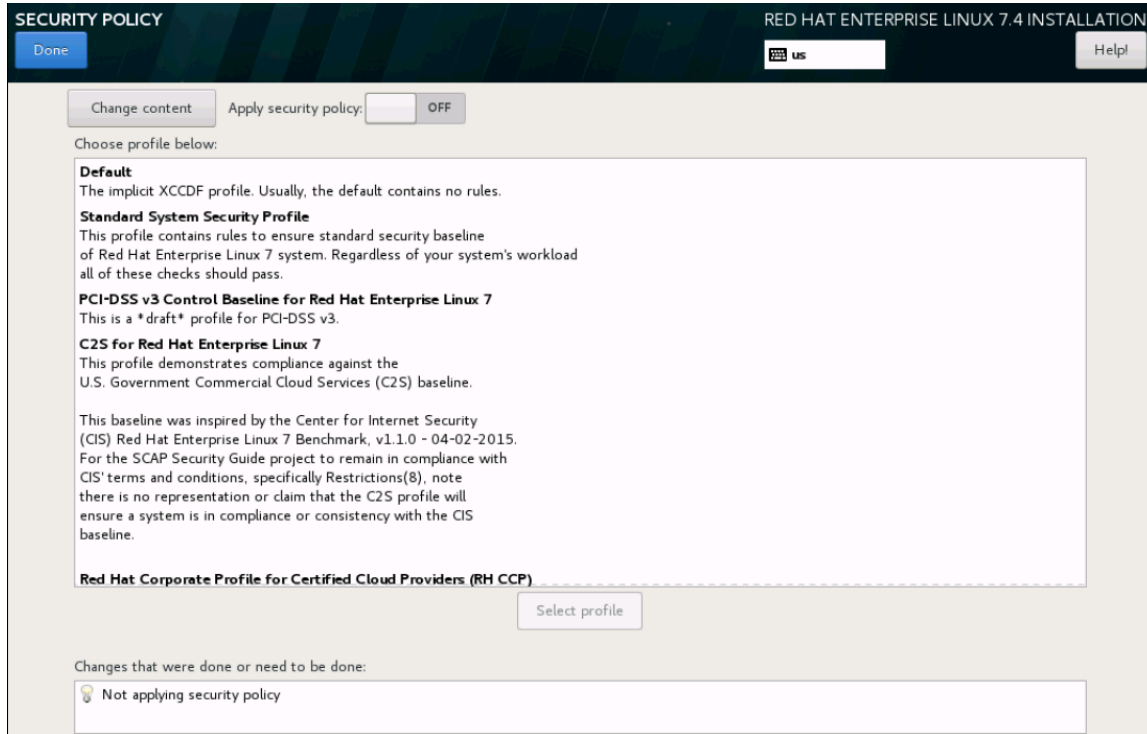 SECURITY POLICY
RED HAT ENTERPRISE LINUX 7.4 INSTALLATION
Done
us
Help!
Change content
Apply security policy:
OFF
Choose profile below:
Default
The implicit XCCDF profile. Usually, the default contains no rules.
Standard System Security Profile
This profile contains rules to ensure standard security baseline
of Red Hat Enterprise Linux 7 system. Regardless of your system's workload
all of these checks should pass.
PCI-DSS v3 Control Baseline for Red Hat Enterprise Linux 7
This is a *draft* profile for PCI-DSS v3.
C2S for Red Hat Enterprise Linux 7
This profile demonstrates compliance against the
U.S. Government Commercial Cloud Services (C2S) baseline.
This baseline was inspired by the Center for Internet Security
(CIS) Red Hat Enterprise Linux 7 Benchmark, v1.1.0 - 04-02-2015.
For the SCAP Security Guide project to remain in compliance with
CIS' terms and conditions, specifically Restrictions(8), note
there is no representation or claim that the C2S profile will
ensure a system is in compliance or consistency with the CIS
baseline.
Red Hat Corporate Profile for Certified Cloud Providers (RH CCP)
Select profile
Changes that were done or need to be done:
Not applying security policy